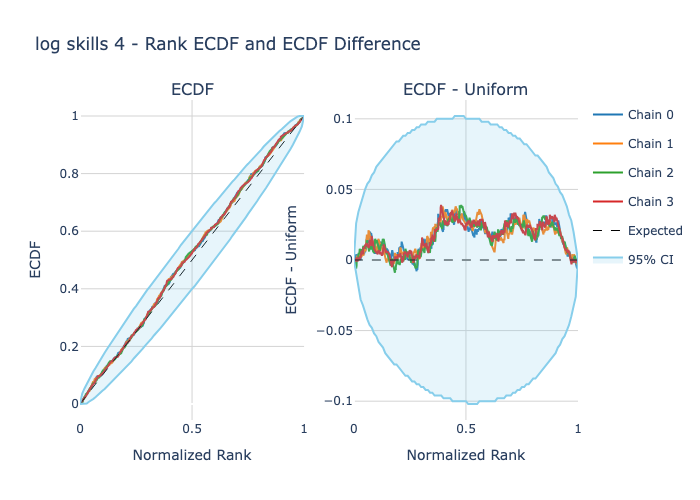 log skills 4 - Rank ECDF and ECDF Difference
ECDF
ECDF - Uniform
ECDF
1
0.8
0.6
0.4
0.2
0
0
0.5
1
Normalized Rank
ECDF - Uniform
0.1
0.05
0
−0.05
−0.1
0
0.5
1
Normalized Rank
Chain 0
Chain 1
Chain 2
Chain 3
Expected
95% CI